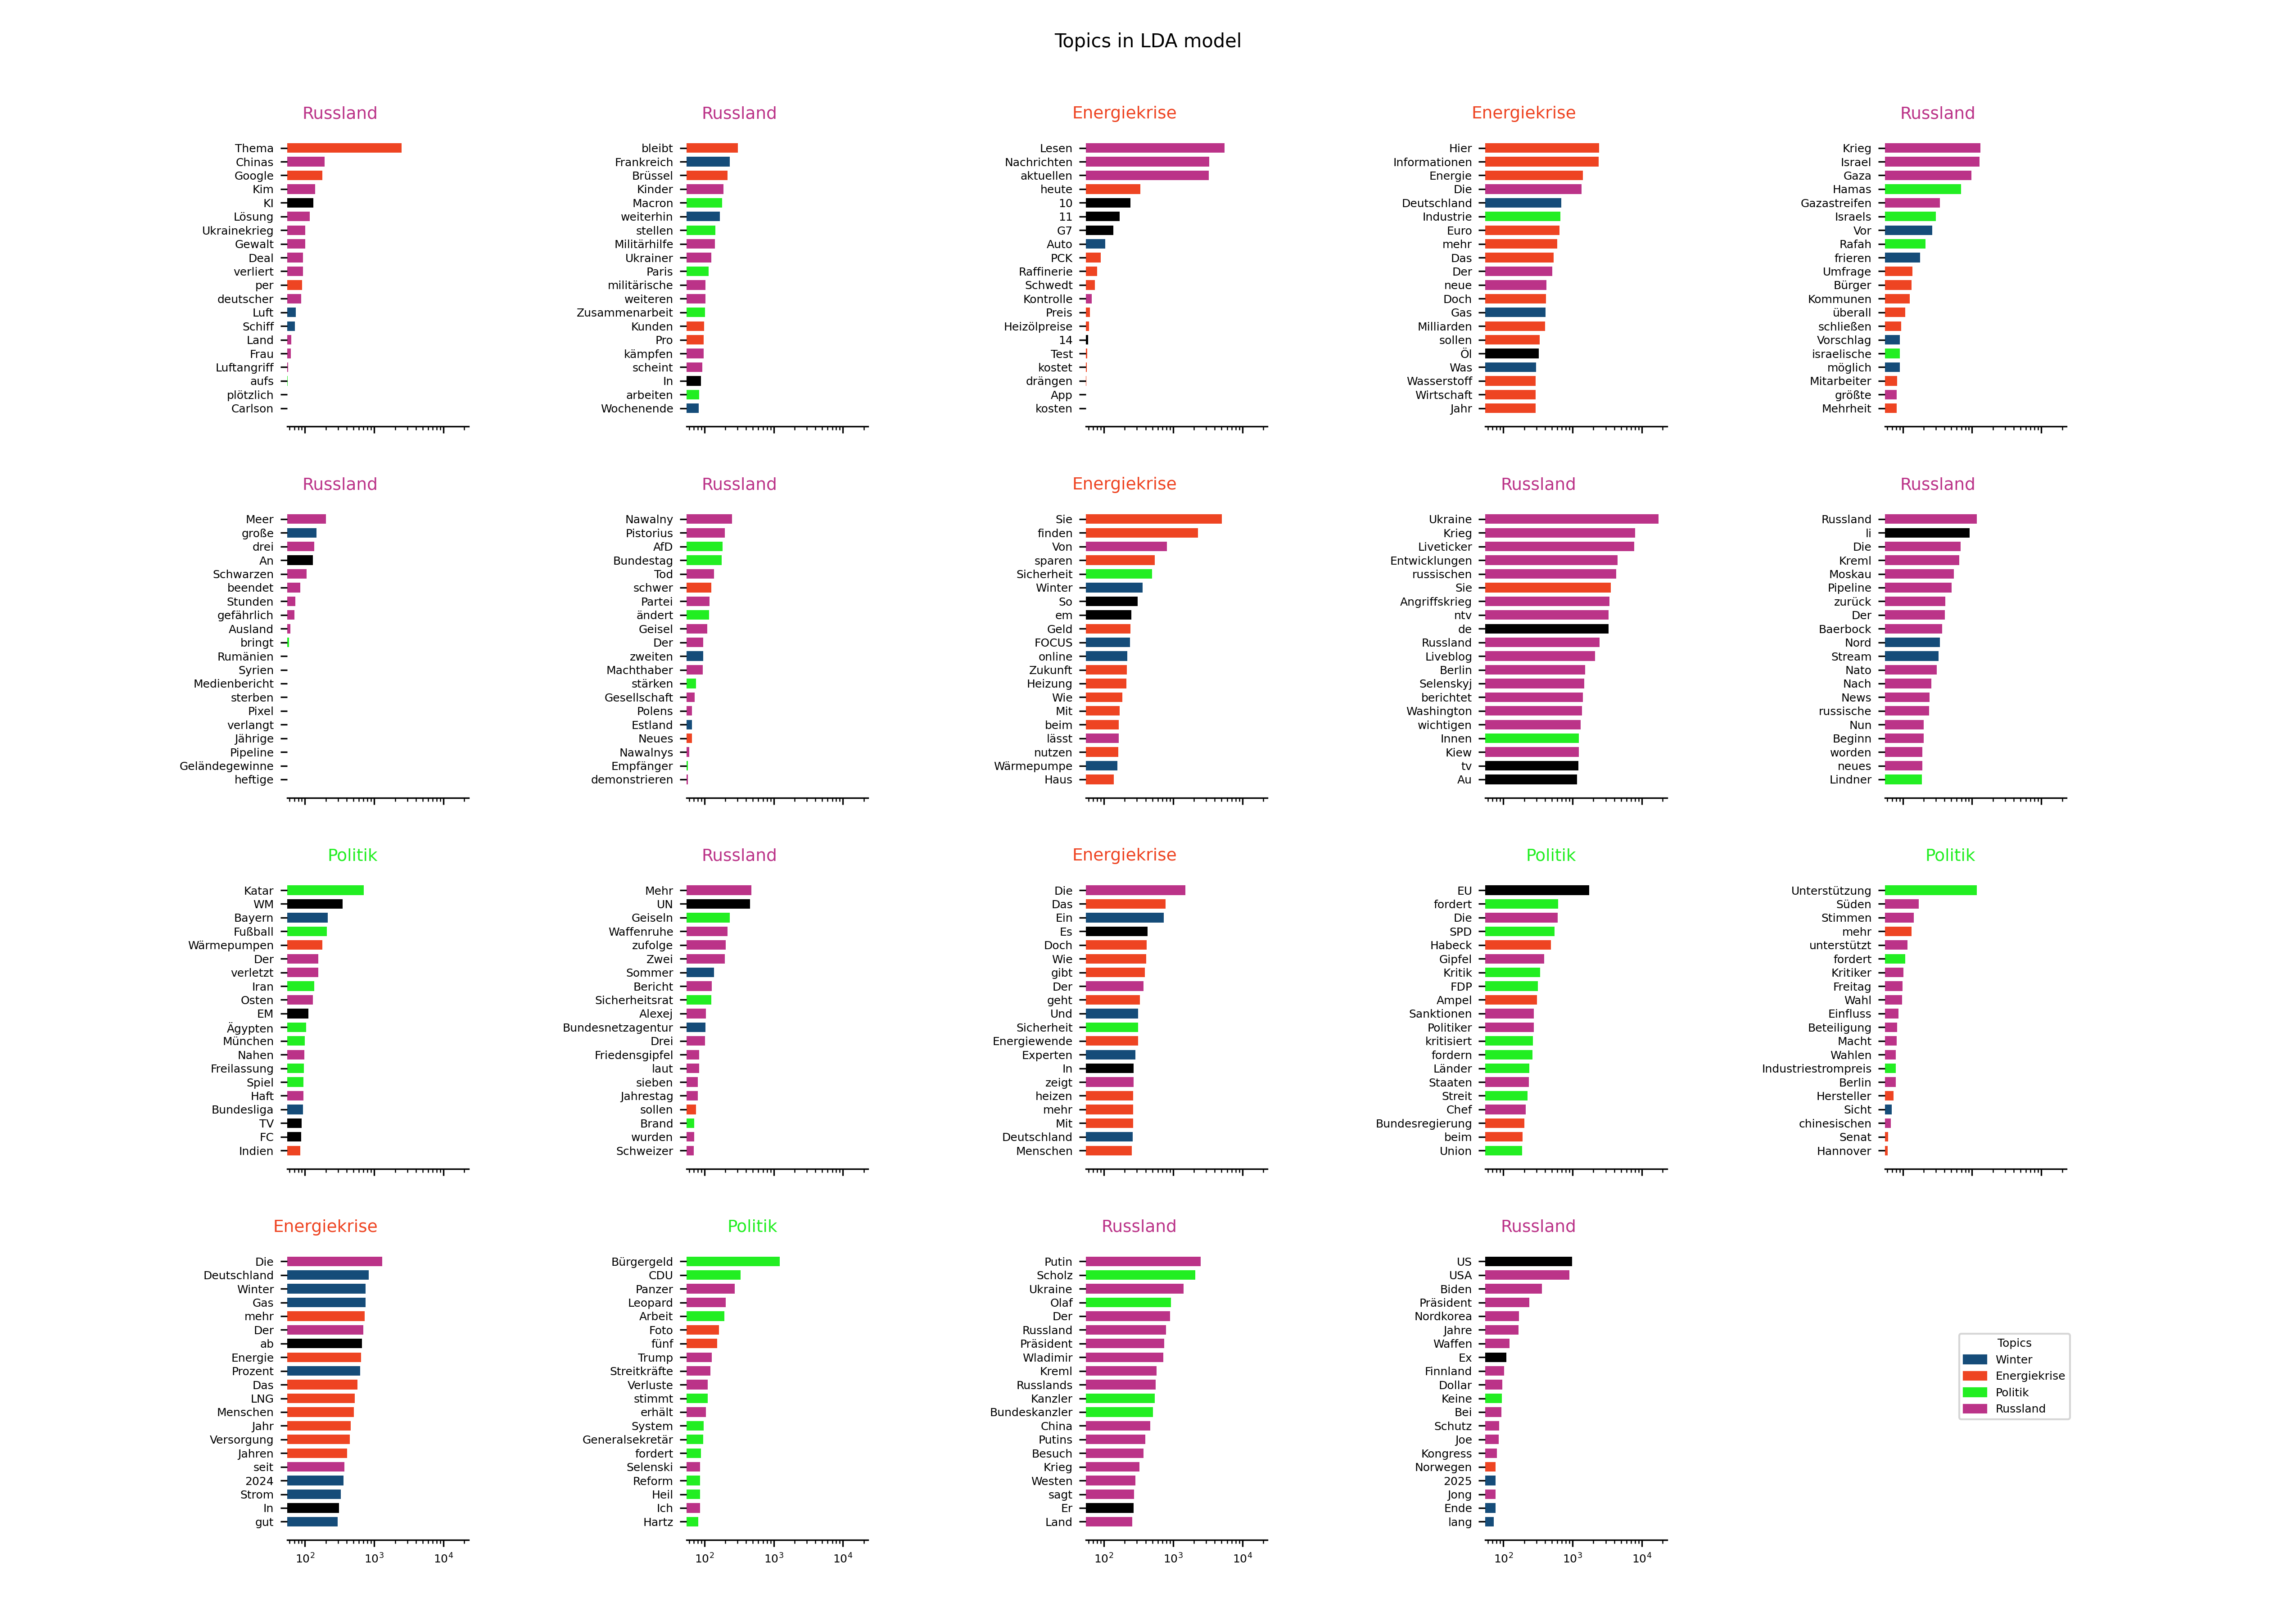 Topics in LDA model
Russland
Thema
Chinas
Google
Kim
KI
Lösung
Ukrainekrieg
Gewalt
Deal
verliert
per
deutscher
Luft
Schiff
Land
Frau
Luftangriff
aufs
plötzlich
Carlson
Russland
bleibt
Frankreich
Brüssel
Kinder
Macron
weiterhin
stellen
Militärhilfe
Ukrainer
Paris
militärische
weiteren
Zusammenarbeit
Kunden
Pro
kämpfen
scheint
In
arbeiten
Wochenende
Energiekrise
Lesen
Nachrichten
aktuellen
heute
10
11
G7
Auto
PCK
Raffinerie
Schwedt
Kontrolle
Preis
Heizölpreise
14
Test
kostet
drängen
App
kosten
Energiekrise
Hier
Informationen
Energie
Die
Deutschland
Industrie
Euro
mehr
Das
Der
neue
Doch
Gas
Milliarden
sollen
Öl
Was
Wasserstoff
Wirtschaft
Jahr
Russland
Krieg
Israel
Gaza
Hamas
Gazastreifen
Israels
Vor
Rafah
frieren
Umfrage
Bürger
Kommunen
überall
schließen
Vorschlag
israelische
möglich
Mitarbeiter
größte
Mehrheit
Russland
Meer
große
drei
An
Schwarzen
beendet
Stunden
gefährlich
Ausland
bringt
Rumänien
Syrien
Medienbericht
sterben
Pixel
verlangt
Jährige
Pipeline
Geländegewinne
heftige
Russland
Nawalny
Pistorius
AfD
Bundestag
Tod
schwer
Partei
ändert
Geisel
Der
zweiten
Machthaber
stärken
Gesellschaft
Polens
Estland
Neues
Nawalnys
Empfänger
demonstrieren
Energiekrise
Sie
finden
Von
sparen
Sicherheit
Winter
So
em
Geld
FOCUS
online
Zukunft
Heizung
Wie
Mit
beim
lässt
nutzen
Wärmepumpe
Haus
Russland
Ukraine
Krieg
Liveticker
Entwicklungen
russischen
Sie
Angriffskrieg
ntv
de
Russland
Liveblog
Berlin
Selenskyj
berichtet
Washington
wichtigen
Innen
Kiew
tv
Au
Russland
Russland
li
Die
Kreml
Moskau
Pipeline
zurück
Der
Baerbock
Nord
Stream
Nato
Nach
News
russische
Nun
Beginn
worden
neues
Lindner
Politik
Katar
WM
Bayern
Fußball
Wärmepumpen
Der
verletzt
Iran
Osten
EM
Ägypten
München
Nahen
Freilassung
Spiel
Haft
Bundesliga
TV
FC
Indien
Russland
Mehr
UN
Geiseln
Waffenruhe
zufolge
Zwei
Sommer
Bericht
Sicherheitsrat
Alexej
Bundesnetzagentur
Drei
Friedensgipfel
laut
sieben
Jahrestag
sollen
Brand
wurden
Schweizer
Energiekrise
Die
Das
Ein
Es
Doch
Wie
gibt
Der
geht
Und
Sicherheit
Energiewende
Experten
In
zeigt
heizen
mehr
Mit
Deutschland
Menschen
Politik
EU
fordert
Die
SPD
Habeck
Gipfel
Kritik
FDP
Ampel
Sanktionen
Politiker
kritisiert
fordern
Länder
Staaten
Streit
Chef
Bundesregierung
beim
Union
Politik
Unterstützung
Süden
Stimmen
mehr
unterstützt
fordert
Kritiker
Freitag
Wahl
Einfluss
Beteiligung
Macht
Wahlen
Industriestrompreis
Berlin
Hersteller
Sicht
chinesischen
Senat
Hannover
Energiekrise
Die
Deutschland
Winter
Gas
mehr
Der
ab
Energie
Prozent
Das
LNG
Menschen
Jahr
Versorgung
Jahren
seit
2024
Strom
In
gut
10² 10³ 10⁴
Politik
Bürgergeld
CDU
Panzer
Leopard
Arbeit
Foto
fünf
Trump
Streitkräfte
Verluste
stimmt
erhält
System
Generalsekretär
fordert
Selenski
Reform
Heil
Ich
Hartz
10² 10³ 10⁴
Russland
Putin
Scholz
Ukraine
Olaf
Der
Russland
Präsident
Wladimir
Kreml
Russlands
Kanzler
Bundeskanzler
China
Putins
Besuch
Krieg
Westen
sagt
Er
Land
10² 10³ 10⁴
Russland
US
USA
Biden
Präsident
Nordkorea
Jahre
Waffen
Ex
Finnland
Dollar
Keine
Bei
Schutz
Joe
Kongress
Norwegen
2025
Jong
Ende
lang
10² 10³ 10⁴
Topics
Winter
Energiekrise
Politik
Russland